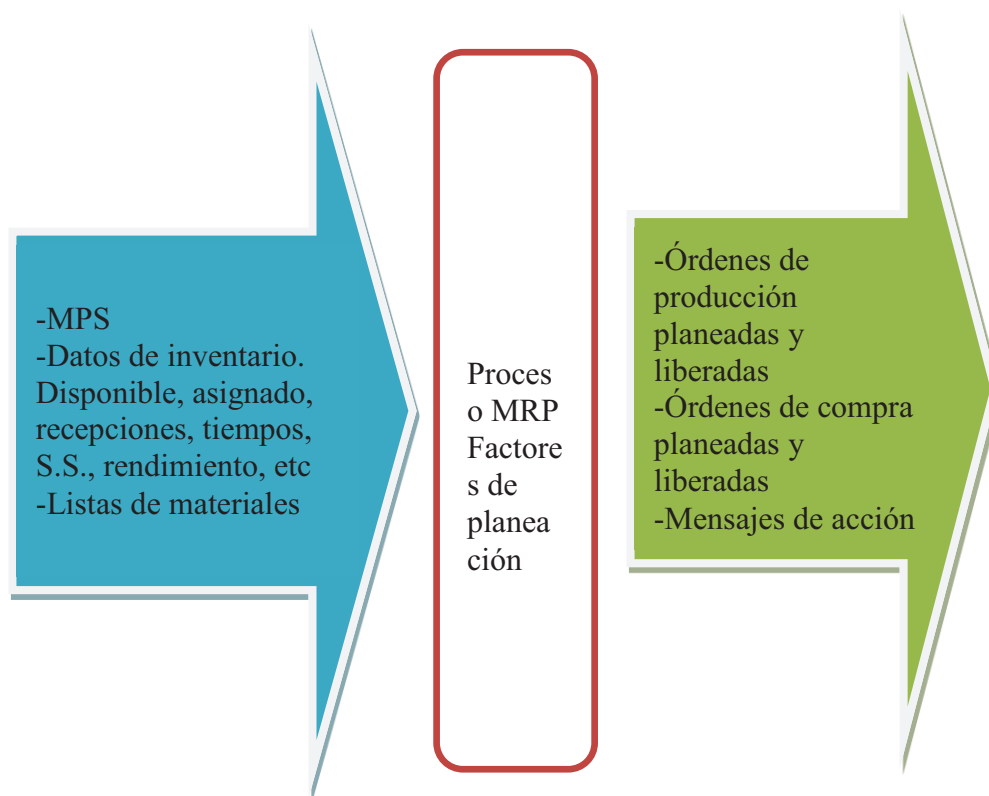 -MPS
-Datos de inventario.
Disponible, asignado,
recepciones, tiempos,
S.S., rendimiento, etc
-Listas de materiales
Proces
o MRP
Factore
s de
planea
ción
-Órdenes de
producción
planeadas y
liberadas
-Órdenes de compra
planeadas y
liberadas
-Mensajes de acción